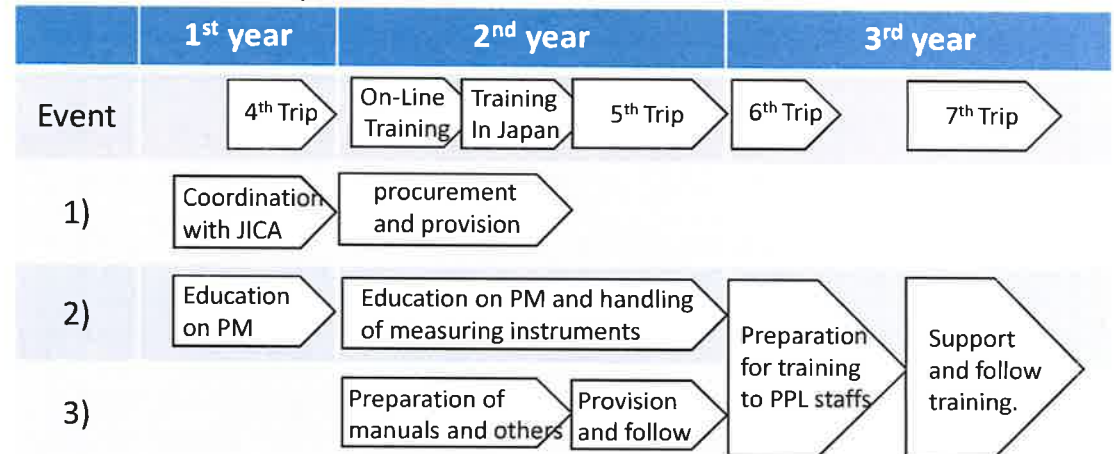 1st year 2nd year 3rd year
Event
4th Trip
On-Line
Training
Training
In Japan
5th Trip
6th Trip
7th Trip
1)
Coordination
with JICA
procurement
and provision
2)
Education
on PM
Education on PM and handling
of measuring instruments
Preparation
for training
to PPL staffs
Support
and follow
training.
3)
Preparation of
manuals and others
Provision
and follow